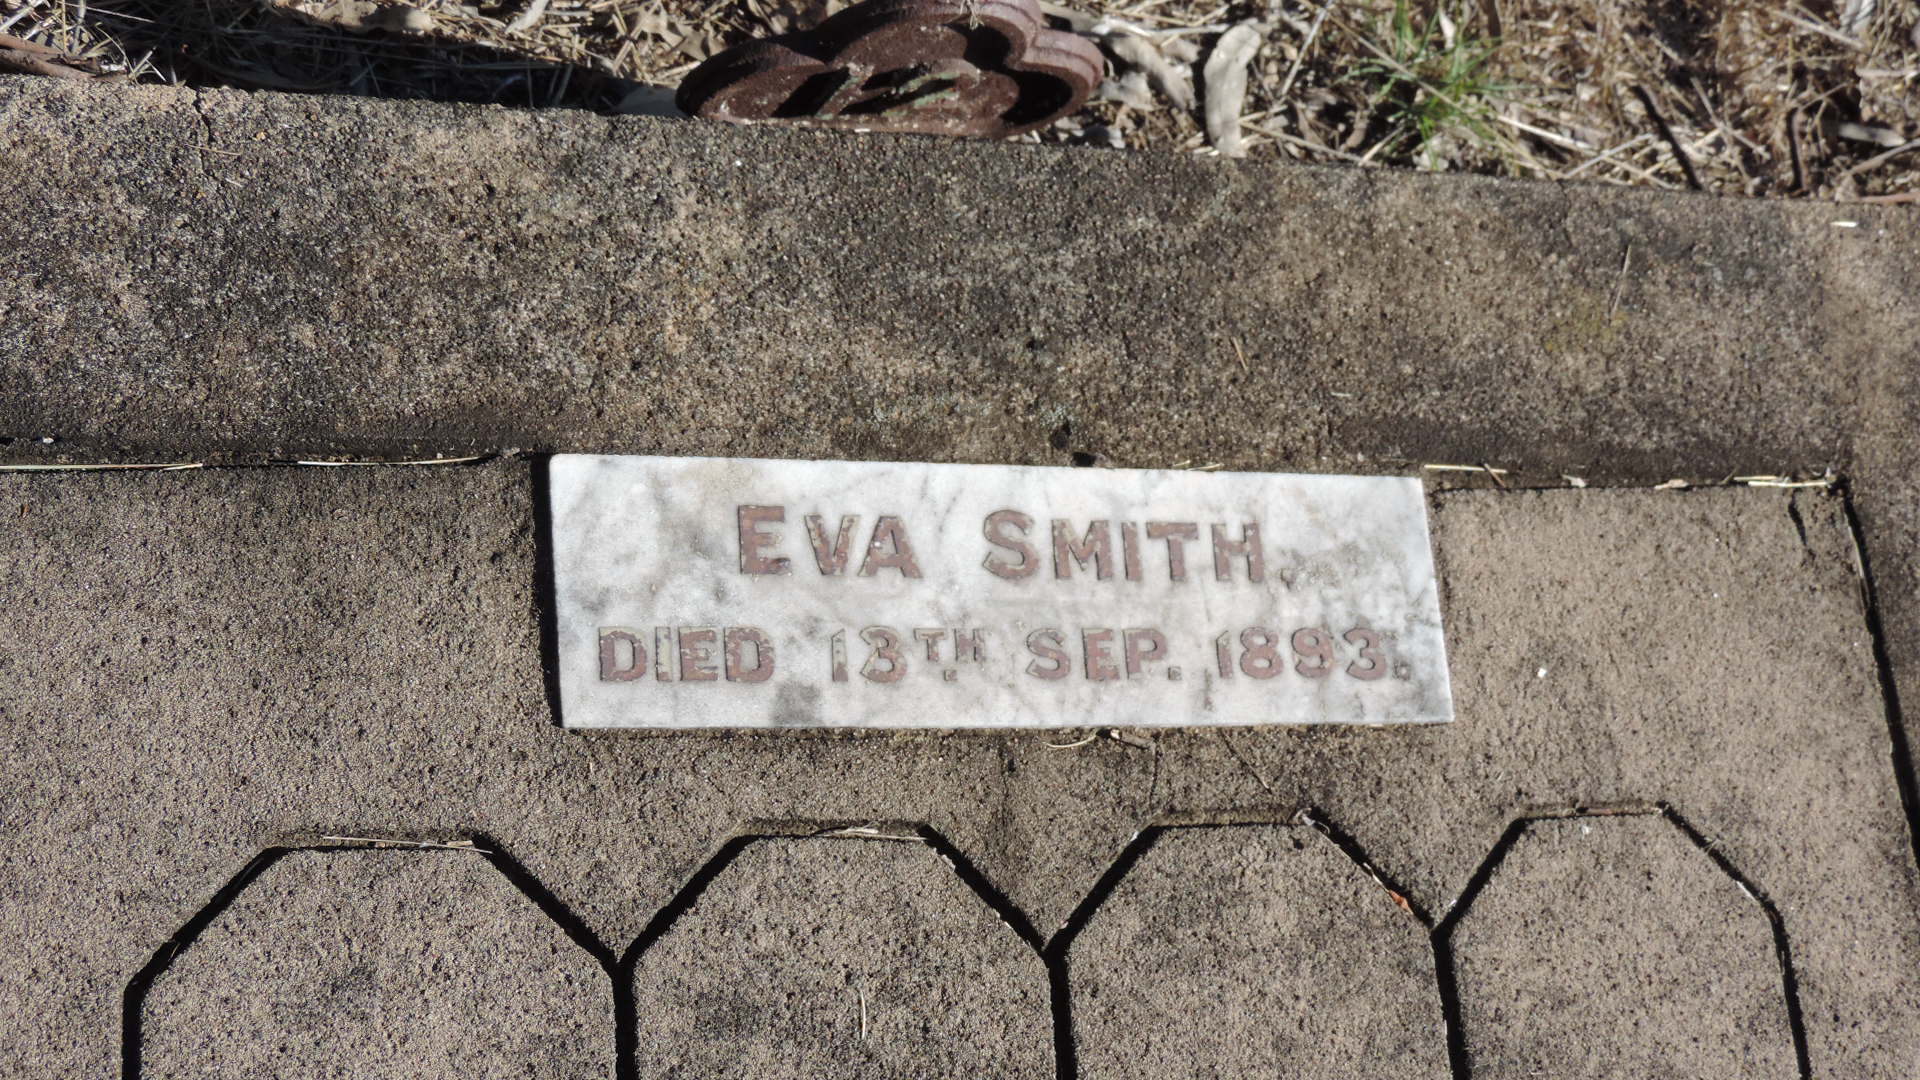 EVA SMITH.
DIED 13TH SEP. 1893.